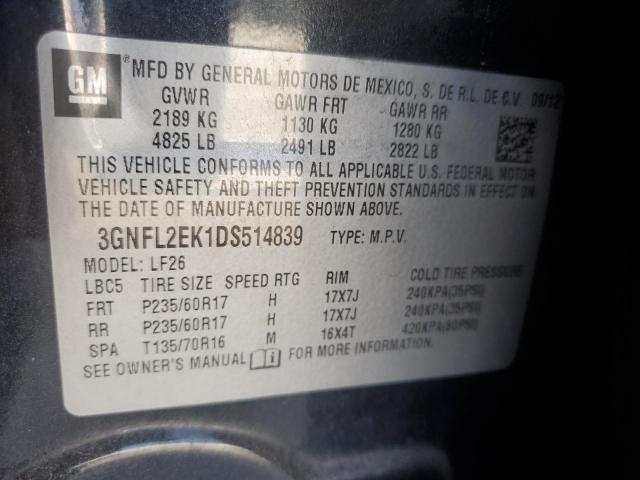 GM ® MFD BY GENERAL MOTORS DE MEXICO, S. DE R.L. DE C.V. 09/12
GVWR GAWR FRT GAWR RR
2189 KG 1130 KG 1280 KG
4825 LB 2491 LB 2822 LB
THIS VEHICLE CONFORMS TO ALL APPLICABLE U.S. FEDERAL MOTOR
VEHICLE SAFETY AND THEFT PREVENTION STANDARDS IN EFFECT ON
THE DATE OF MANUFACTURE SHOWN ABOVE.
3GNFL2EK1DS514839 TYPE: M.P.V.
MODEL: LF26
LBC5 TIRE SIZE SPEED RTG RIM COLD TIRE PRESSURE
FRT P235/60R17 H 17X7J 240KPA(35PSI)
RR P235/60R17 H 17X7J 240KPA(35PSI)
SPA T135/70R16 M 16X4T 420KPA(60PSI)
SEE OWNER'S MANUAL i FOR MORE INFORMATION.